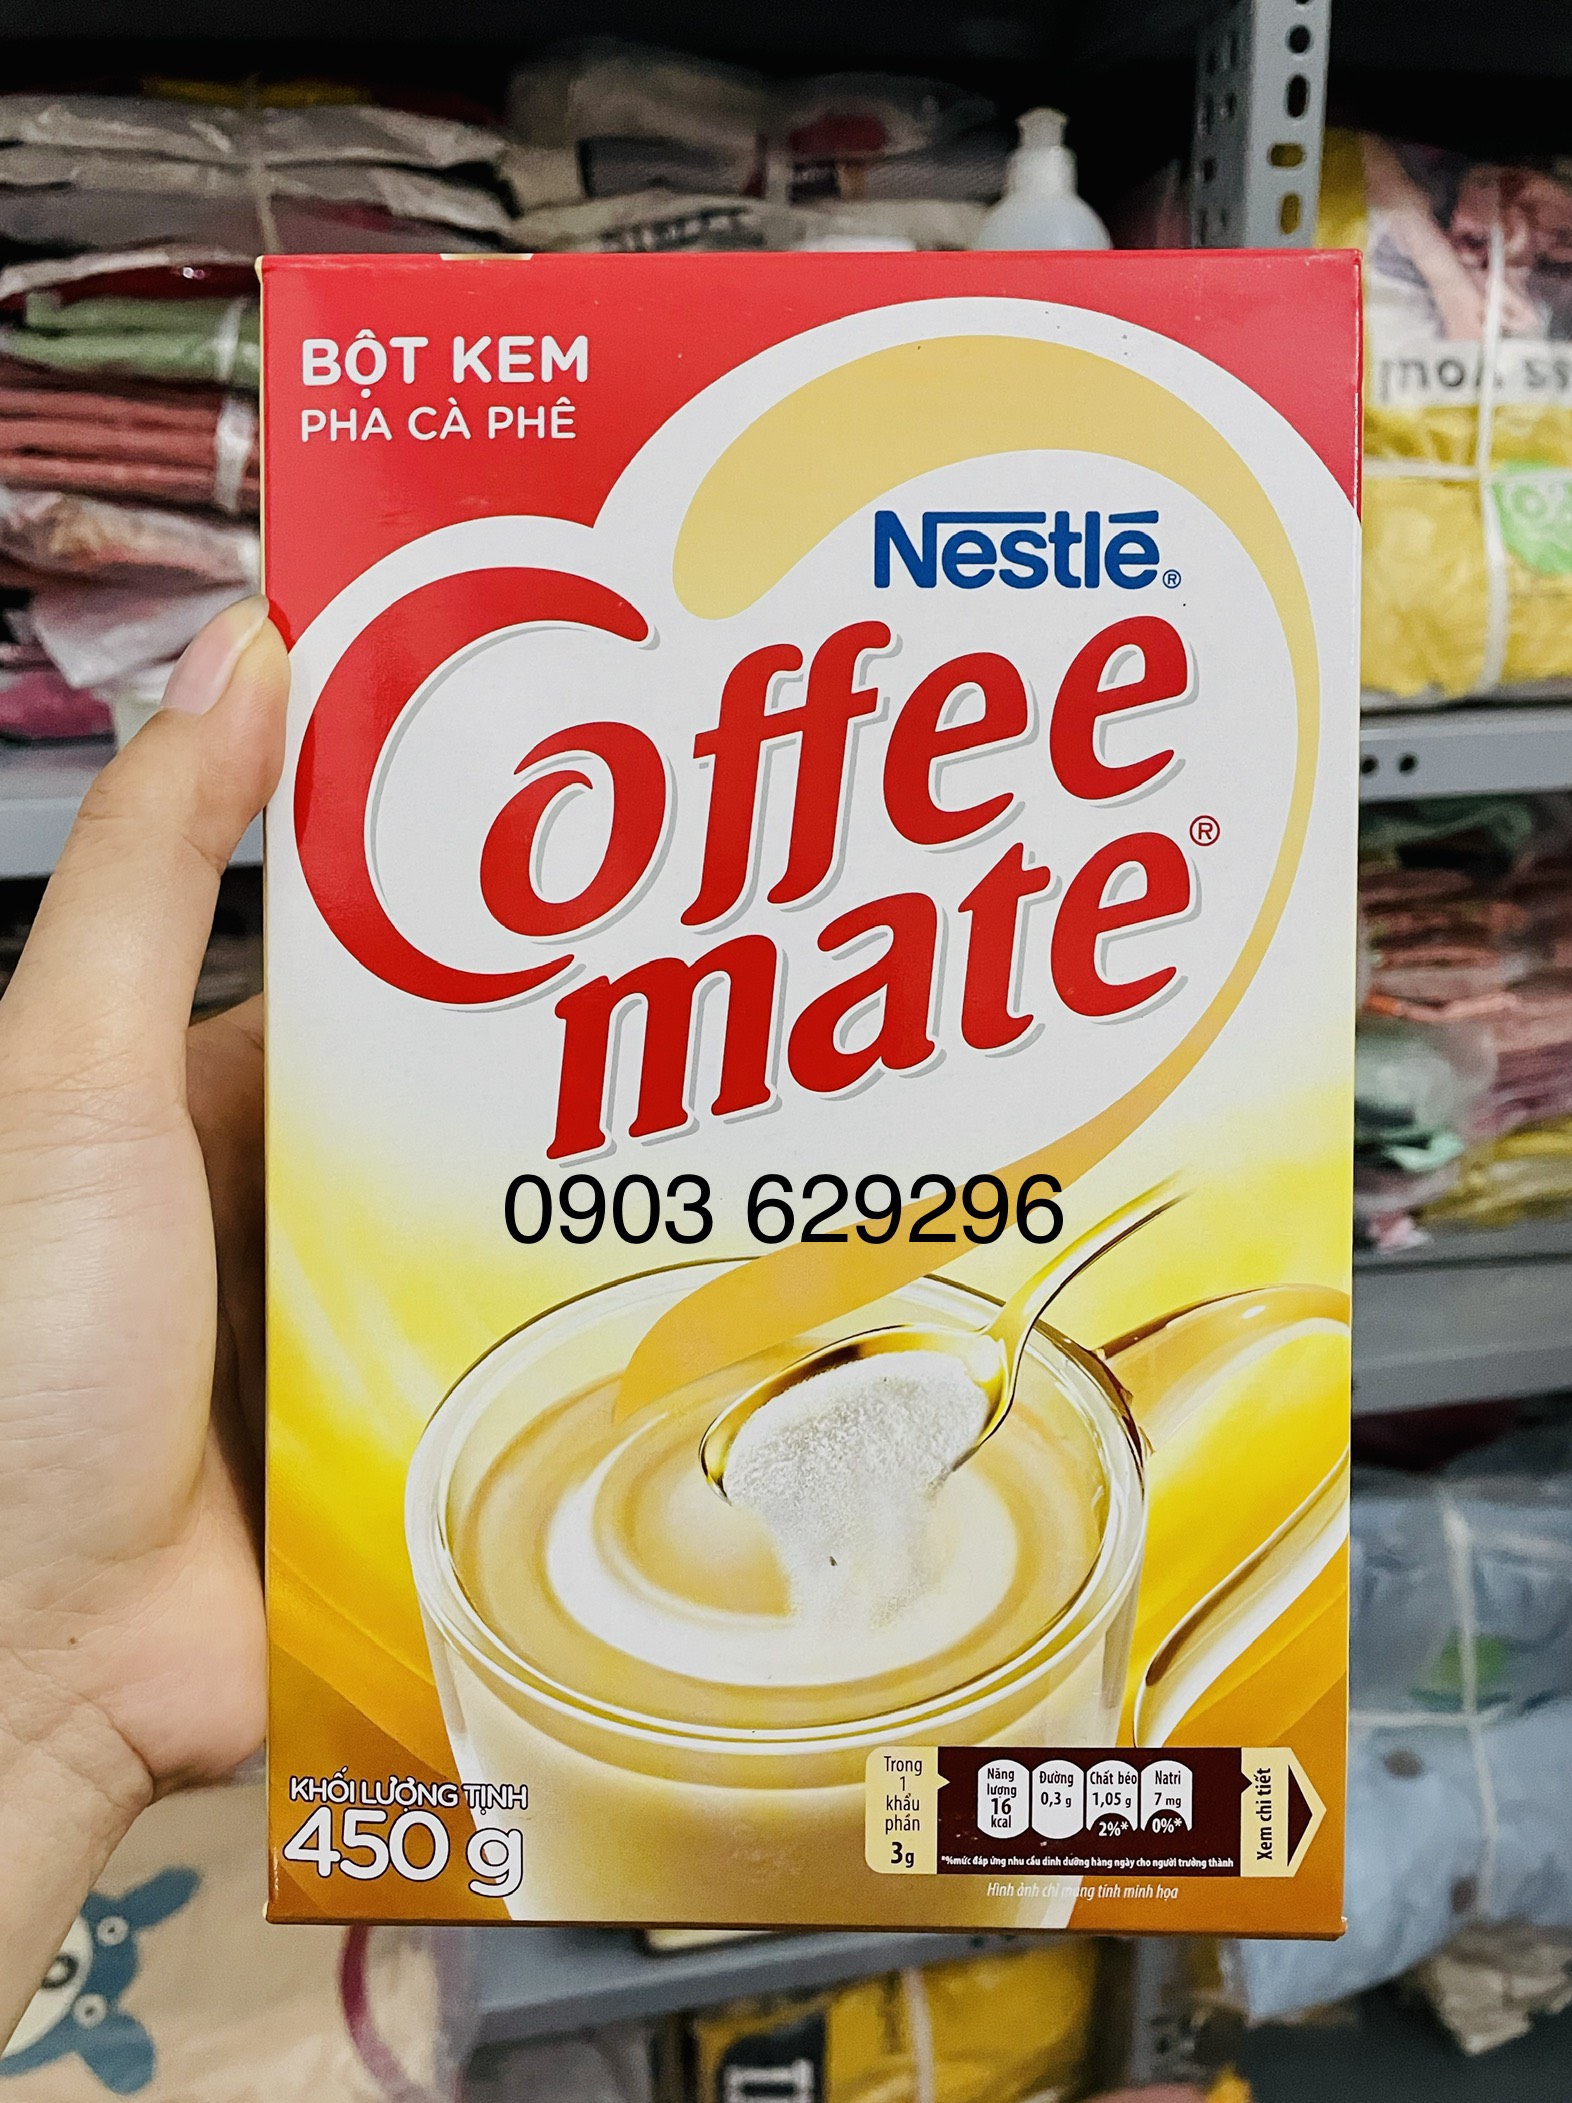 BỘT KEM
PHA CÀ PHÊ
Nestlé®
Coffee
mate®
0903 629296
KHỐI LƯỢNG TỊNH
450 g
Trong
1
khẩu
phần
3g
Năng
lượng
16
kcal
Đường
0,3 g
Chất béo
1,05 g
2%*
Natri
7 mg
0%*
Xem chi tiết
*%mức đáp ứng nhu cầu dinh dưỡng hàng ngày cho người trưởng thành
Hình ảnh chỉ mang tính minh họa